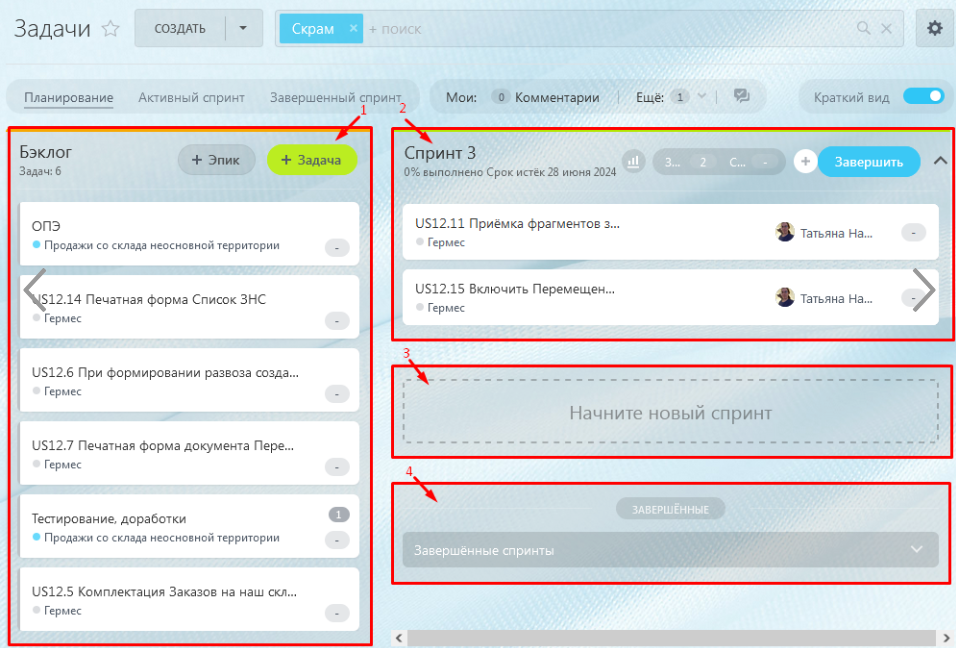 Задачи
СОЗДАТЬ
Скрам
+ поиск
Планирование
Активный спринт
Завершенный спринт
Мои: 0 Комментарии
Ещё: 1
Краткий вид
1
2
Бэклог
Задач: 6
+ Эпик
+ Задача
ОПЭ
Продажи со склада неосновной территории
-
US12.14 Печатная форма Список ЗНС
Гермес
-
US12.6 При формировании развоза созда...
Гермес
-
US12.7 Печатная форма документа Пере...
Гермес
-
Тестирование, доработки
1
Продажи со склада неосновной территории
-
US12.5 Комплектация Заказов на наш скл...
Гермес
-
Спринт 3
0% выполнено Срок истёк 28 июня 2024
З... 2 С... -
+
Завершить
US12.11 Приёмка фрагментов з...
Гермес
Татьяна На...
-
US12.15 Включить Перемещен...
Гермес
Татьяна На...
-
3
Начните новый спринт
4
ЗАВЕРШЁННЫЕ
Завершённые спринты